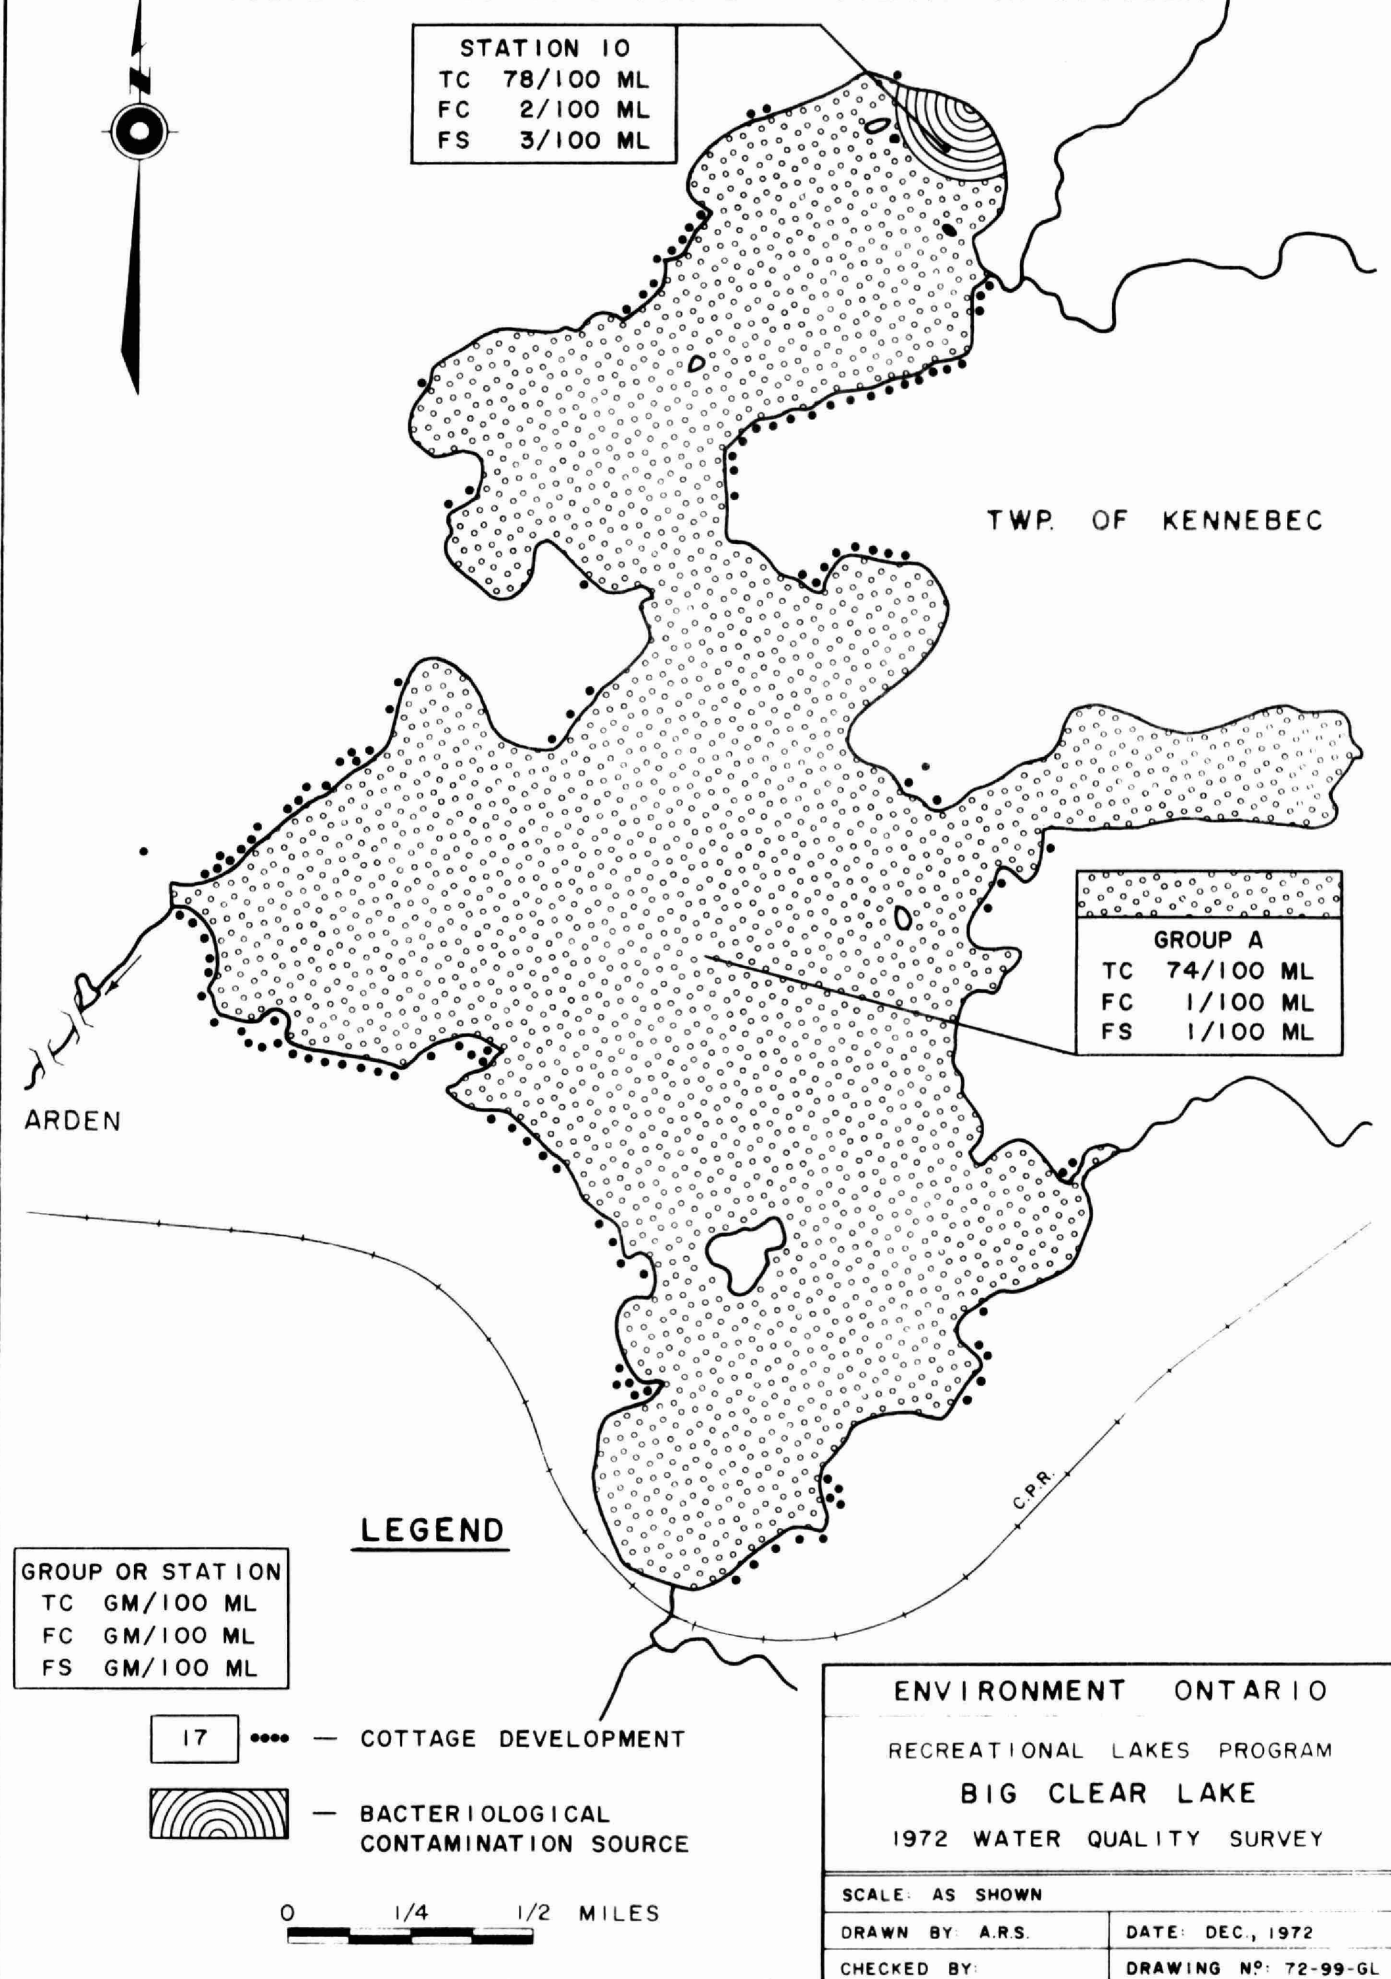 N
STATION 10
TC 78/100 ML
FC 2/100 ML
FS 3/100 ML
TWP. OF KENNEBEC
GROUP A
TC 74/100 ML
FC 1/100 ML
FS 1/100 ML
ARDEN
C.P.R.
LEGEND
GROUP OR STATION
TC GM/100 ML
FC GM/100 ML
FS GM/100 ML
17 — COTTAGE DEVELOPMENT
— BACTERIOLOGICAL
CONTAMINATION SOURCE
0 1/4 1/2 MILES
ENVIRONMENT ONTARIO
RECREATIONAL LAKES PROGRAM
BIG CLEAR LAKE
1972 WATER QUALITY SURVEY
SCALE: AS SHOWN
DRAWN BY: A.R.S.
DATE: DEC., 1972
CHECKED BY:
DRAWING Nº: 72-99-GL